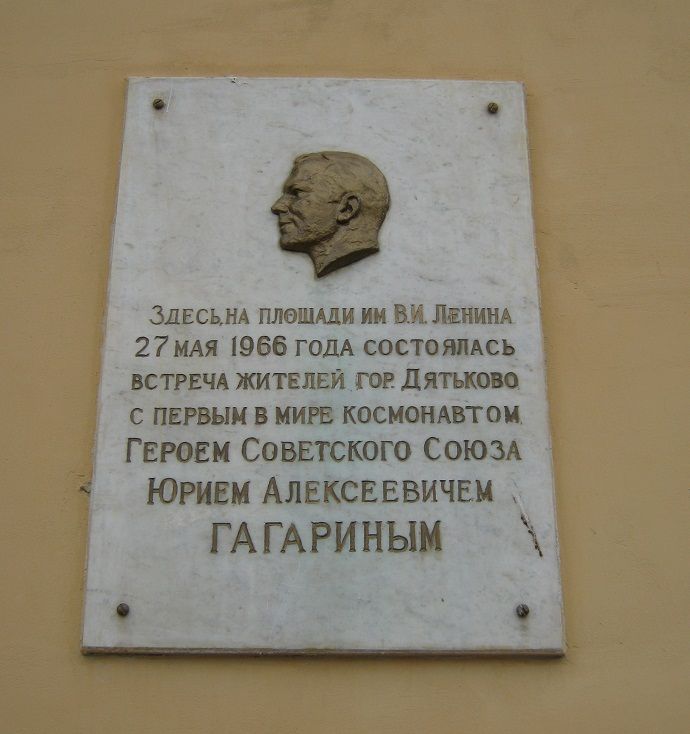 Здесь, на площади им В.И. Ленина
27 мая 1966 года состоялась
встреча жителей гор. Дятьково
с первым в мире космонавтом,
Героем Советского Союза
Юрием Алексеевичем
ГАГАРИНЫМ